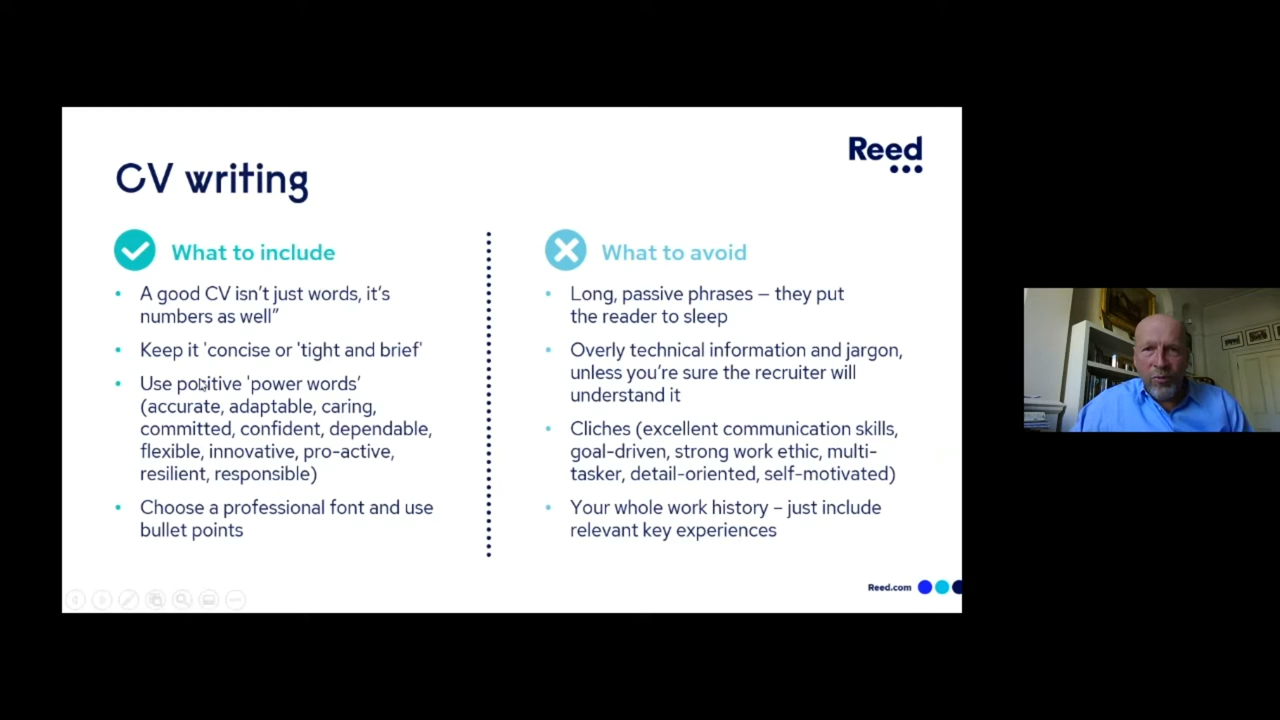 Reed
CV writing
What to include
A good CV isn't just words, it's
numbers as well"
Keep it 'concise or 'tight and brief'
Use positive 'power words'
(accurate, adaptable, caring,
committed, confident, dependable,
flexible, innovative, pro-active,
resilient, responsible)
Choose a professional font and use
bullet points
What to avoid
Long, passive phrases – they put
the reader to sleep
Overly technical information and jargon,
unless you're sure the recruiter will
understand it
Cliches (excellent communication skills,
goal-driven, strong work ethic, multi-
tasker, detail-oriented, self-motivated)
Your whole work history – just include
relevant key experiences
Reed.com